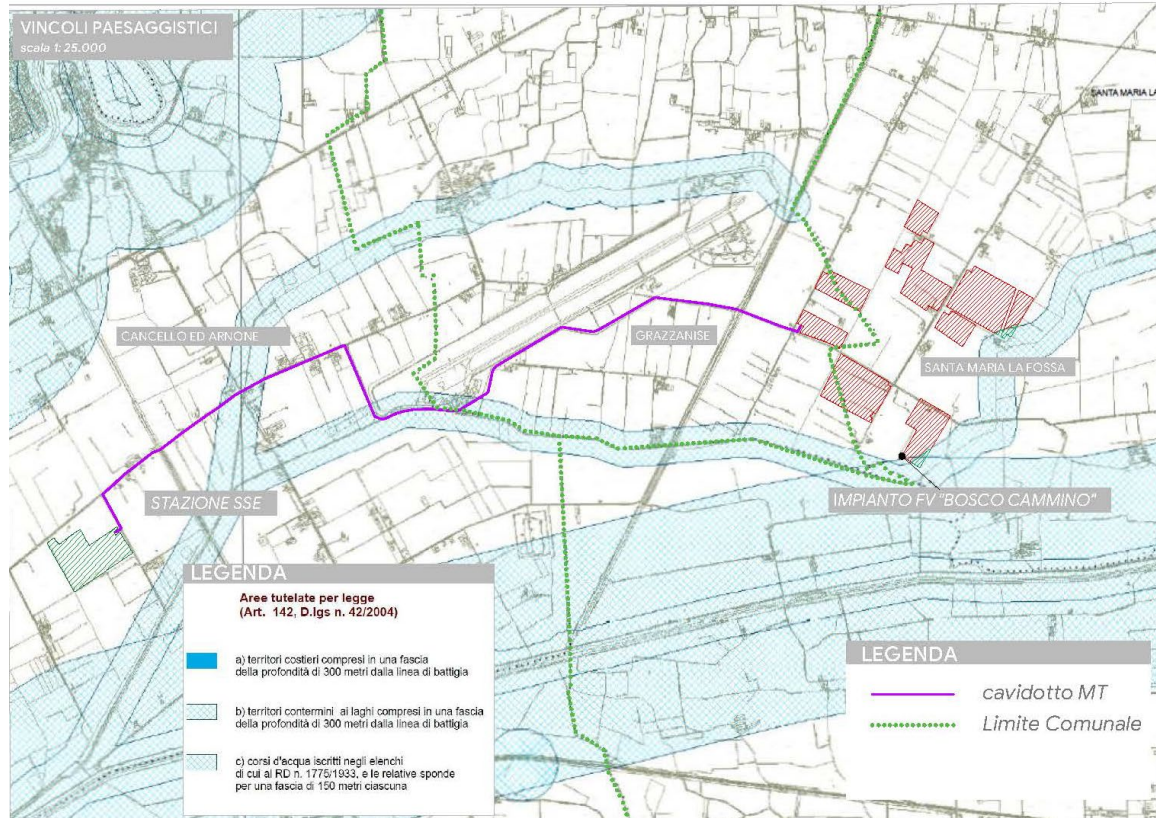 VINCOLI PAESAGGISTICI
scala 1: 25.000
SANTA MARIA LA
CANCELLO ED ARNONE
GRAZZANISE
SANTA MARIA LA FOSSA
STAZIONE SSE
IMPIANTO FV "BOSCO CAMMINO"
LEGENDA
Aree tutelate per legge
(Art. 142, D.lgs n. 42/2004)
a) territori costieri compresi in una fascia
della profondità di 300 metri dalla linea di battigia
b) territori contermini ai laghi compresi in una fascia
della profondità di 300 metri dalla linea di battigia
c) corsi d'acqua iscritti negli elenchi
di cui al RD n. 1775/1933, e le relative sponde
per una fascia di 150 metri ciascuna
LEGENDA
cavidotto MT
Limite Comunale